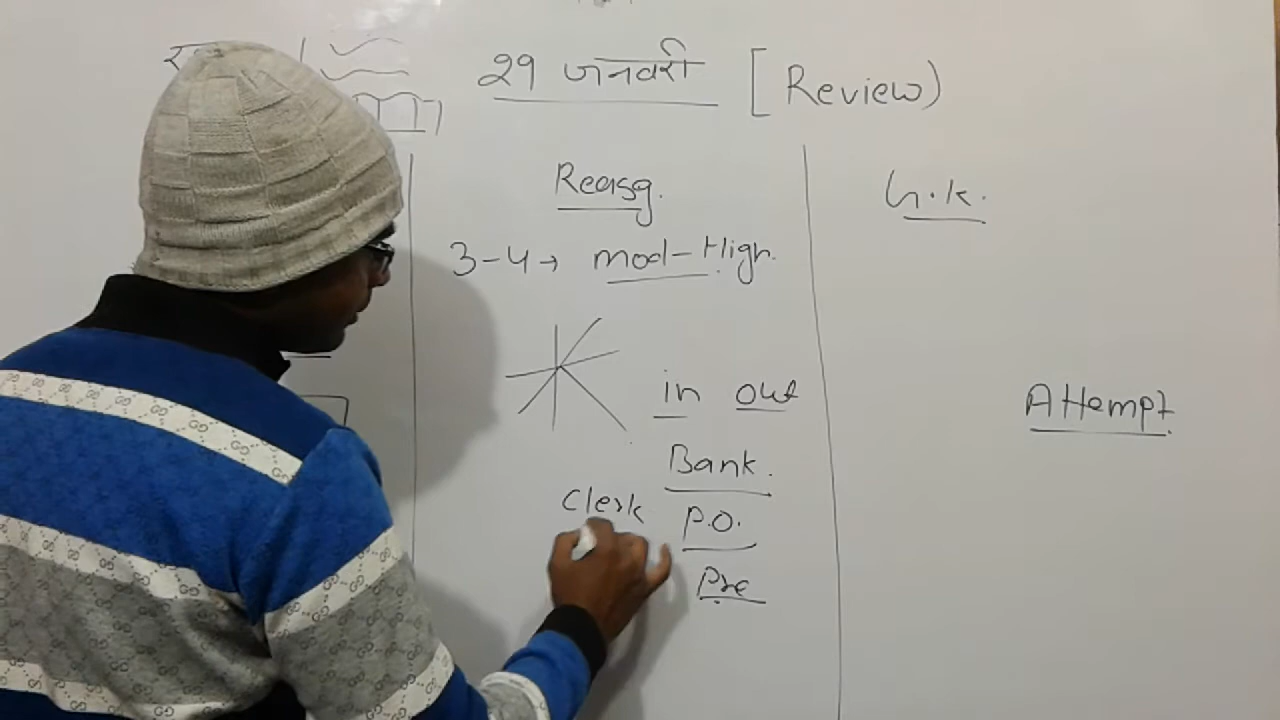 29 जनवरी [Review)
Reasg.
3-4→ mod-High.
in out
Bank.
Clerk P.O.
Pre
G.K.
Attempt